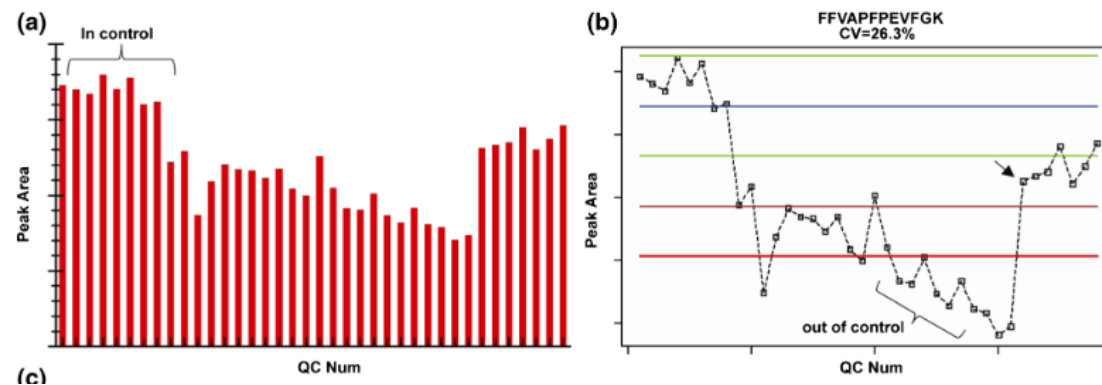 (a)
In control
Peak Area
QC Num
(b)
FFVAPFPEVFGK
CV=26.3%
Peak Area
out of control
QC Num
(c)